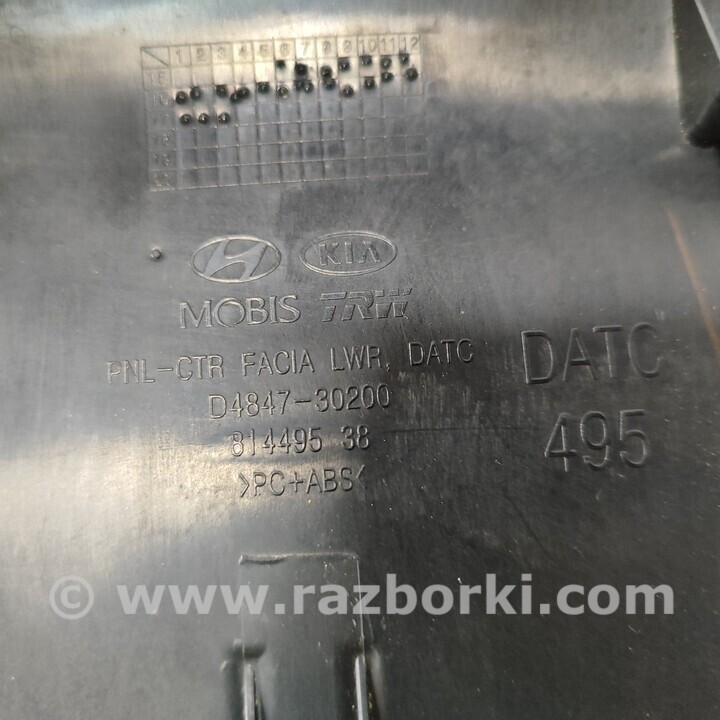 1 2 3 4 5 6 7 8 9 10 11 12
15
KIA
MOBIS TRW
PNL-CTR FACIA LWR, DATC
D4847-30200
814495 38
>PC+ABS<
DATC
495
© www.razborki.com